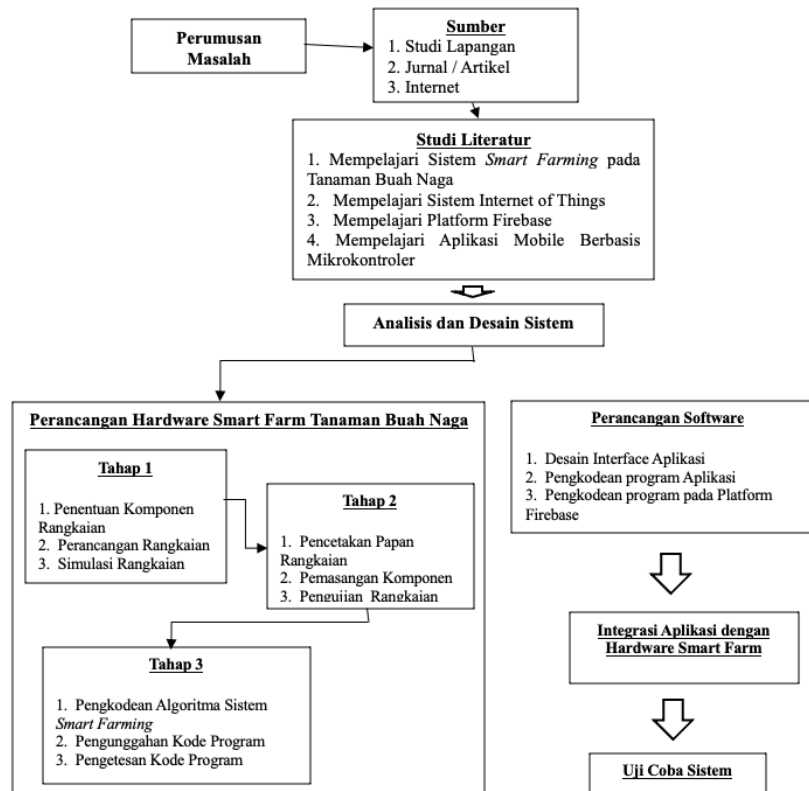 Perumusan
Masalah
Sumber
1. Studi Lapangan
2. Jurnal / Artikel
3. Internet
Studi Literatur
1. Mempelajari Sistem Smart Farming pada
Tanaman Buah Naga
2. Mempelajari Sistem Internet of Things
3. Mempelajari Platform Firebase
4. Mempelajari Aplikasi Mobile Berbasis
Mikrokontroler
Analisis dan Desain Sistem
Perancangan Hardware Smart Farm Tanaman Buah Naga
Tahap 1
1. Penentuan Komponen
Rangkaian
2. Perancangan Rangkaian
3. Simulasi Rangkaian
Tahap 2
1. Pencetakan Papan
Rangkaian
2. Pemasangan Komponen
3. Pengujian Rangkaian
Tahap 3
1. Pengkodean Algoritma Sistem
Smart Farming
2. Pengunggahan Kode Program
3. Pengetesan Kode Program
Perancangan Software
1. Desain Interface Aplikasi
2. Pengkodean program Aplikasi
3. Pengkodean program pada Platform
Firebase
Integrasi Aplikasi dengan
Hardware Smart Farm
Uji Coba Sistem